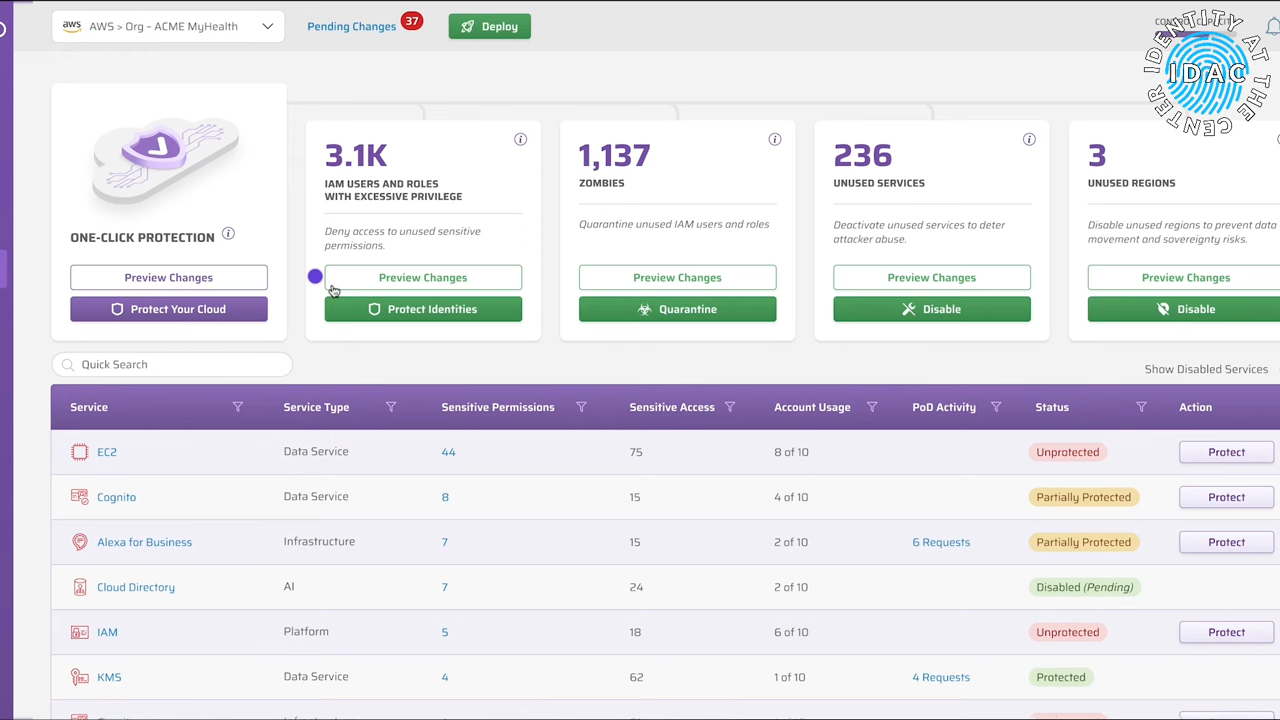 aws AWS > Org - ACME MyHealth
Pending Changes 37
Deploy
IDENTITY AT THE CENTER
IDAC
ONE-CLICK PROTECTION
Preview Changes
Protect Your Cloud
3.1K
IAM USERS AND ROLES
WITH EXCESSIVE PRIVILEGE
Deny access to unused sensitive
permissions.
Preview Changes
Protect Identities
1,137
ZOMBIES
Quarantine unused IAM users and roles
Preview Changes
Quarantine
236
UNUSED SERVICES
Deactivate unused services to deter
attacker abuse.
Preview Changes
Disable
3
UNUSED REGIONS
Disable unused regions to prevent data
movement and sovereignty risks.
Preview Changes
Disable
Quick Search
Show Disabled Services
Service Service Type Sensitive Permissions Sensitive Access Account Usage PoD Activity Status Action
EC2 Data Service 44 75 8 of 10 Unprotected Protect
Cognito Data Service 8 15 4 of 10 Partially Protected Protect
Alexa for Business Infrastructure 7 15 2 of 10 6 Requests Partially Protected Protect
Cloud Directory AI 7 24 2 of 10 Disabled (Pending)
IAM Platform 5 18 6 of 10 Unprotected Protect
KMS Data Service 4 62 1 of 10 4 Requests Protected